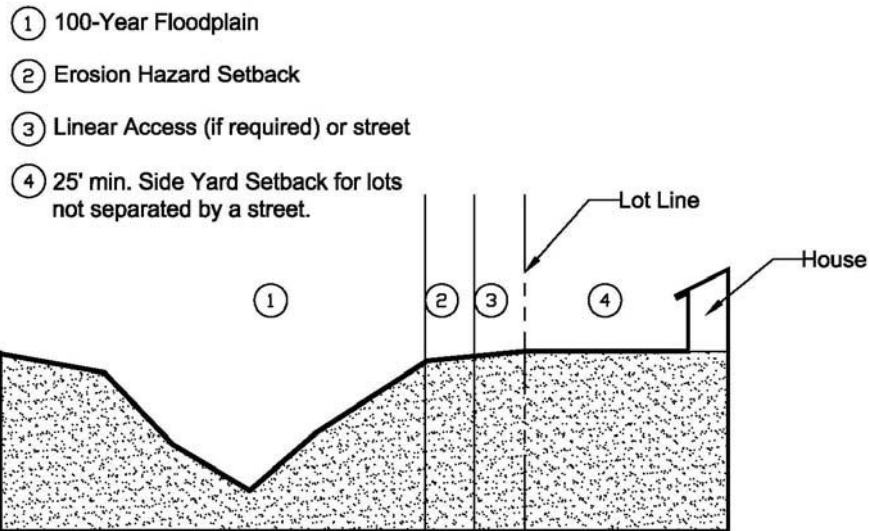 1 100-Year Floodplain
2 Erosion Hazard Setback
3 Linear Access (if required) or street
4 25' min. Side Yard Setback for lots
not separated by a street.
Lot Line
House
1
2
3
4